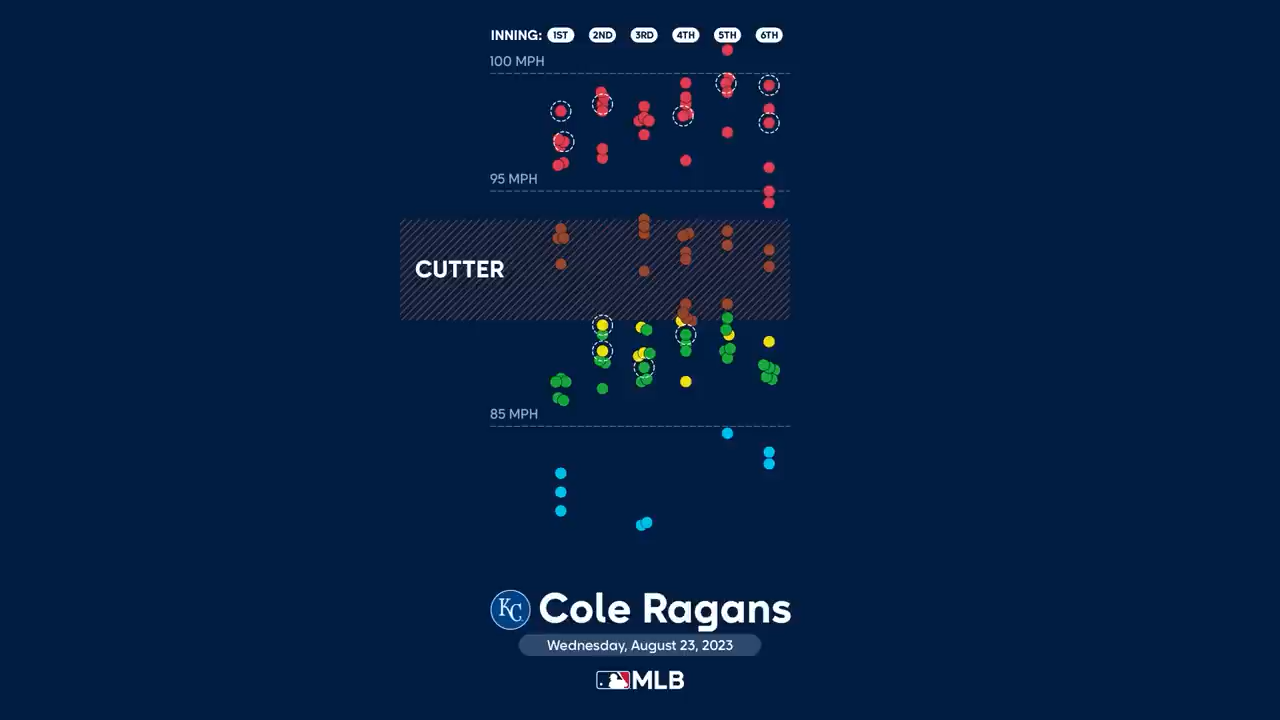 INNING: 1ST 2ND 3RD 4TH 5TH 6TH
100 MPH
95 MPH
CUTTER
85 MPH
KC Cole Ragans
Wednesday, August 23, 2023
MLB